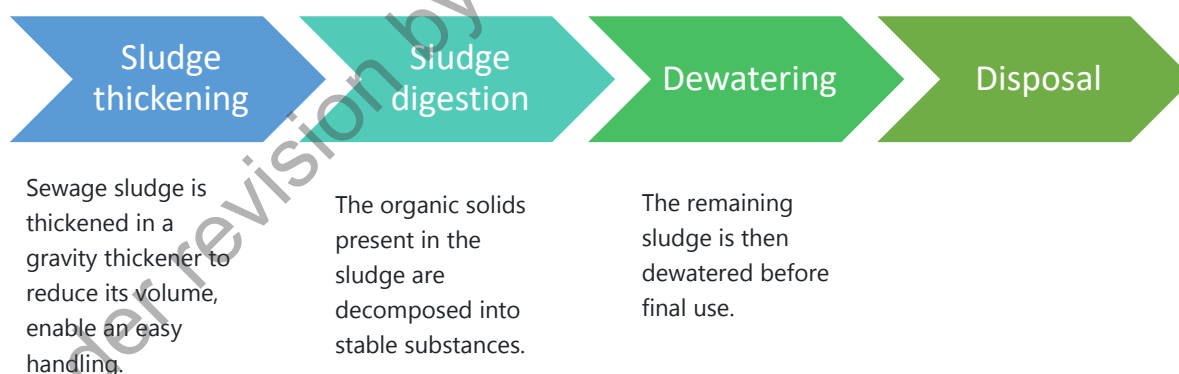 Sludge
thickening
Sludge
digestion
Dewatering
Disposal
Sewage sludge is
thickened in a
gravity thickener to
reduce its volume,
enable an easy
handling.
The organic solids
present in the
sludge are
decomposed into
stable substances.
The remaining
sludge is then
dewatered before
final use.
der revision by